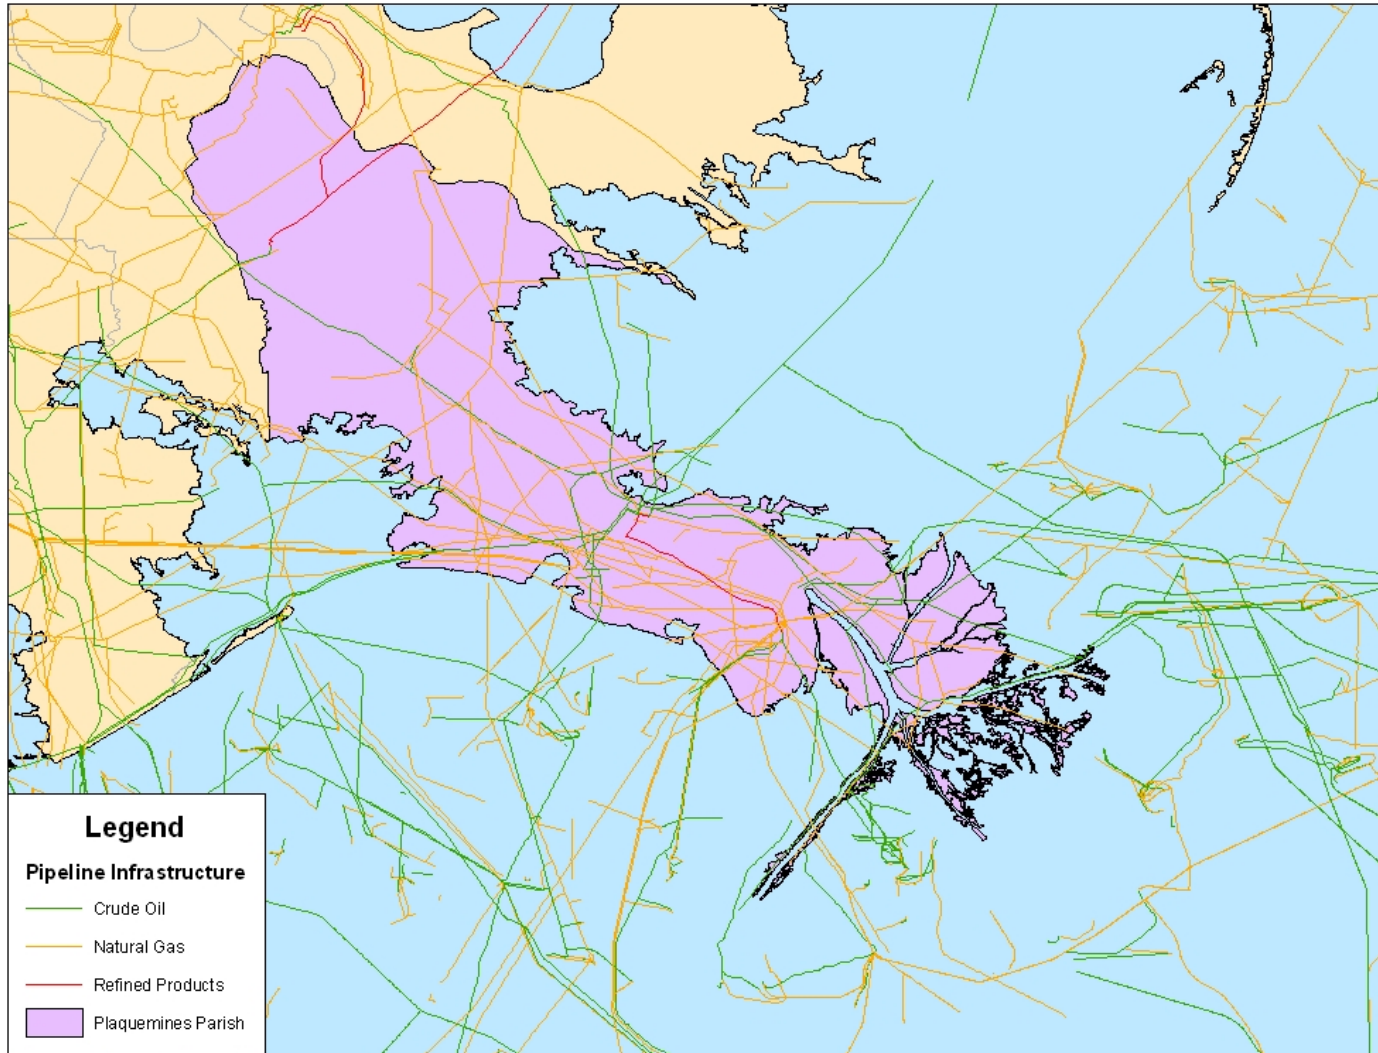 Legend
Pipeline Infrastructure
Crude Oil
Natural Gas
Refined Products
Plaquemines Parish